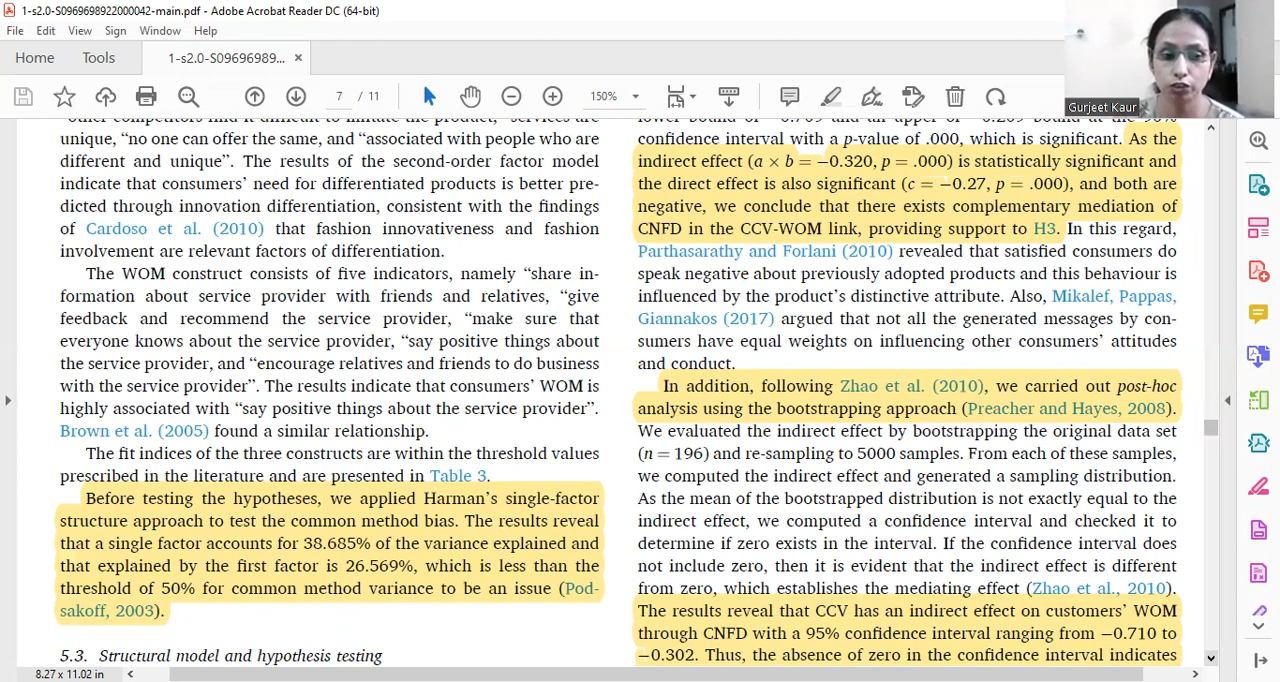 1-s2.0-S0969698922000042-main.pdf - Adobe Acrobat Reader DC (64-bit)
File Edit View Sign Window Help
Home Tools 1-s2.0-S09696989... ×
7 / 11 150%
Gurjeet Kaur
unique, “no one can offer the same, and “associated with people who are
different and unique”. The results of the second-order factor model
indicate that consumers’ need for differentiated products is better pre-
dicted through innovation differentiation, consistent with the findings
of Cardoso et al. (2010) that fashion innovativeness and fashion
involvement are relevant factors of differentiation.
The WOM construct consists of five indicators, namely “share in-
formation about service provider with friends and relatives, “give
feedback and recommend the service provider, “make sure that
everyone knows about the service provider, “say positive things about
the service provider, and “encourage relatives and friends to do business
with the service provider”. The results indicate that consumers’ WOM is
highly associated with “say positive things about the service provider”.
Brown et al. (2005) found a similar relationship.
The fit indices of the three constructs are within the threshold values
prescribed in the literature and are presented in Table 3.
Before testing the hypotheses, we applied Harman’s single-factor
structure approach to test the common method bias. The results reveal
that a single factor accounts for 38.685% of the variance explained and
that explained by the first factor is 26.569%, which is less than the
threshold of 50% for common method variance to be an issue (Pod-
sakoff, 2003).
5.3. Structural model and hypothesis testing
confidence interval with a p-value of .000, which is significant. As the
indirect effect (a × b = −0.320, p = .000) is statistically significant and
the direct effect is also significant (c = −0.27, p = .000), and both are
negative, we conclude that there exists complementary mediation of
CNFD in the CCV-WOM link, providing support to H3. In this regard,
Parthasarathy and Forlani (2010) revealed that satisfied consumers do
speak negative about previously adopted products and this behaviour is
influenced by the product’s distinctive attribute. Also, Mikalef, Pappas,
Giannakos (2017) argued that not all the generated messages by con-
sumers have equal weights on influencing other consumers’ attitudes
and conduct.
In addition, following Zhao et al. (2010), we carried out post-hoc
analysis using the bootstrapping approach (Preacher and Hayes, 2008).
We evaluated the indirect effect by bootstrapping the original data set
(n = 196) and re-sampling to 5000 samples. From each of these samples,
we computed the indirect effect and generated a sampling distribution.
As the mean of the bootstrapped distribution is not exactly equal to the
indirect effect, we computed a confidence interval and checked it to
determine if zero exists in the interval. If the confidence interval does
not include zero, then it is evident that the indirect effect is different
from zero, which establishes the mediating effect (Zhao et al., 2010).
The results reveal that CCV has an indirect effect on customers’ WOM
through CNFD with a 95% confidence interval ranging from −0.710 to
−0.302. Thus, the absence of zero in the confidence interval indicates
8.27 x 11.02 in